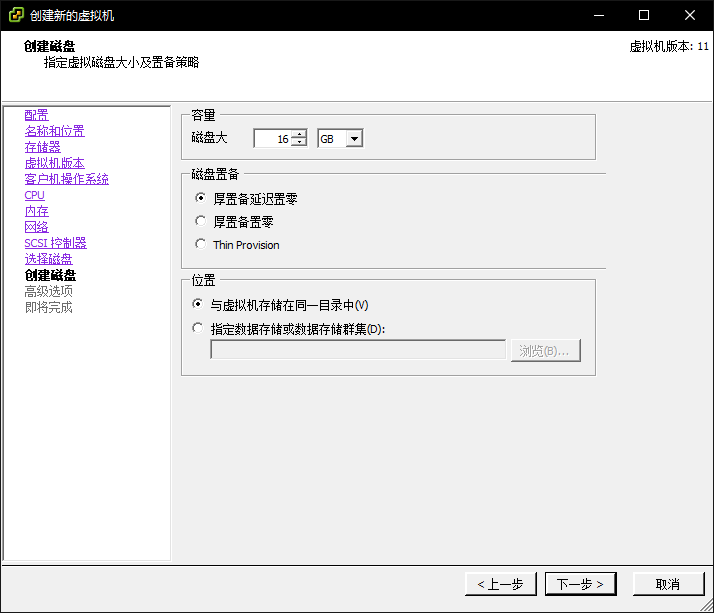 创建新的虚拟机
创建磁盘
指定虚拟磁盘大小及置备策略
虚拟机版本: 11
配置
名称和位置
存储器
虚拟机版本
客户机操作系统
CPU
内存
网络
SCSI 控制器
选择磁盘
创建磁盘
高级选项
即将完成
容量
磁盘大
16
GB
磁盘置备
厚置备延迟置零
厚置备置零
Thin Provision
位置
与虚拟机存储在同一目录中(V)
指定数据存储或数据存储群集(D):
浏览(B)...
< 上一步
下一步 >
取消